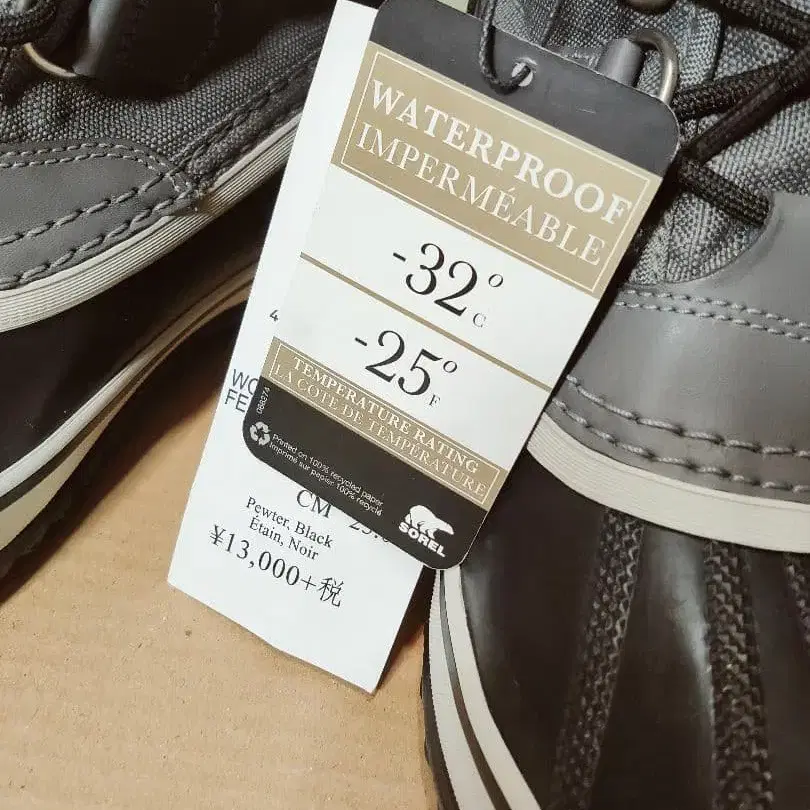 WATERPROOF
IMPERMÉABLE
-32°C
-25°F
TEMPERATURE RATING
LA COTE DE TEMPÉRATURE
088274
Printed on 100% recycled paper
Imprimé sur papier 100% recyclé
SOREL
CM
Pewter, Black
Étain, Noir
¥13,000+税